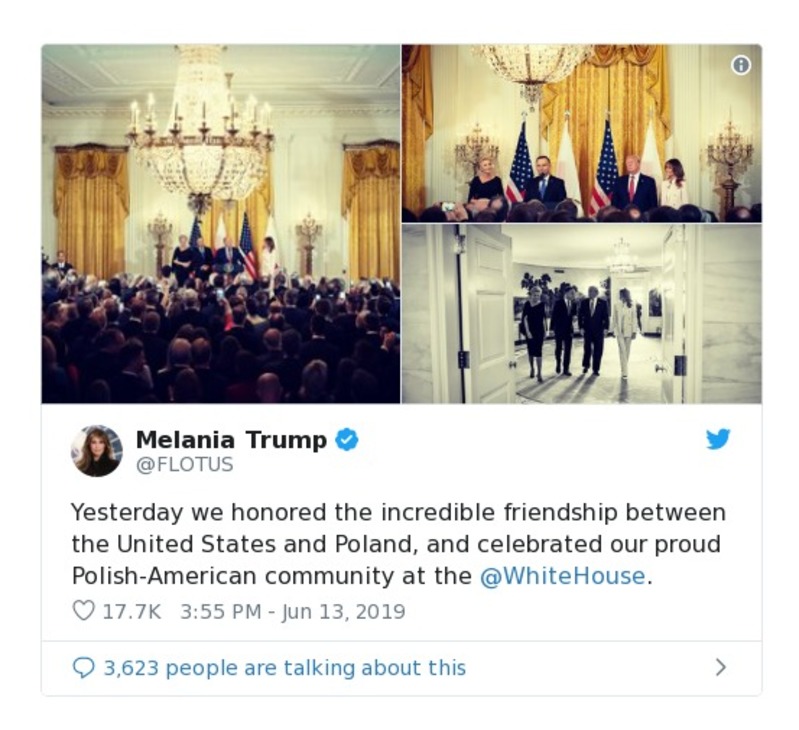 Melania Trump
@FLOTUS
Yesterday we honored the incredible friendship between
the United States and Poland, and celebrated our proud
Polish-American community at the @WhiteHouse.
17.7K 3:55 PM - Jun 13, 2019
3,623 people are talking about this